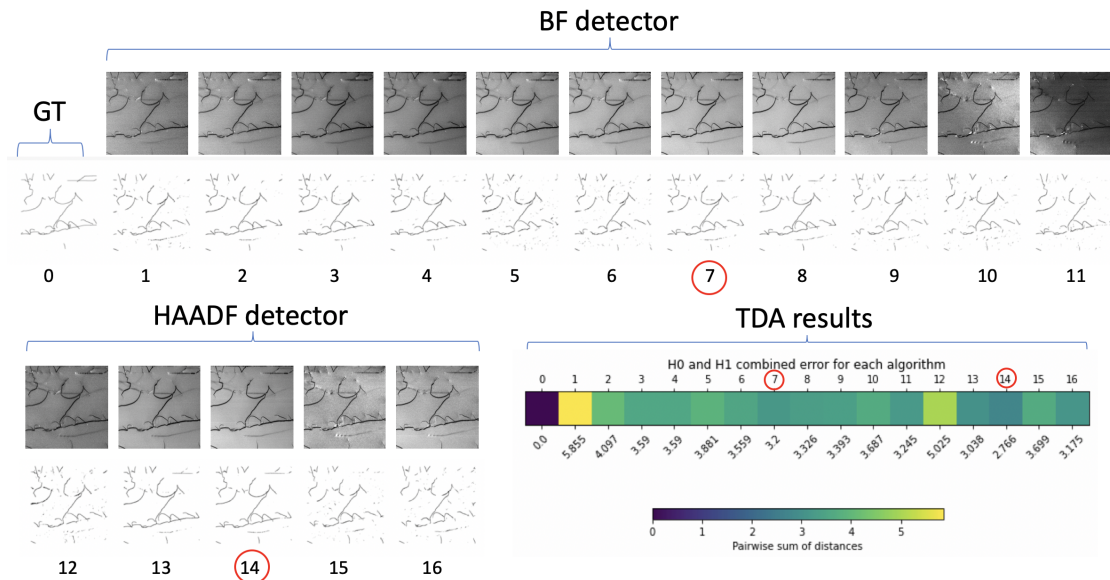 BF detector
GT
0 1 2 3 4 5 6 7 8 9 10 11
HAADF detector
12 13 14 15 16
TDA results
H0 and H1 combined error for each algorithm
0 1 2 3 4 5 6 7 8 9 10 11 12 13 14 15 16
0.0 5.855 4.097 3.59 3.59 3.881 3.559 3.2 3.326 3.393 3.687 3.245 5.025 3.038 2.766 3.699 3.175
0 1 2 3 4 5
Pairwise sum of distances